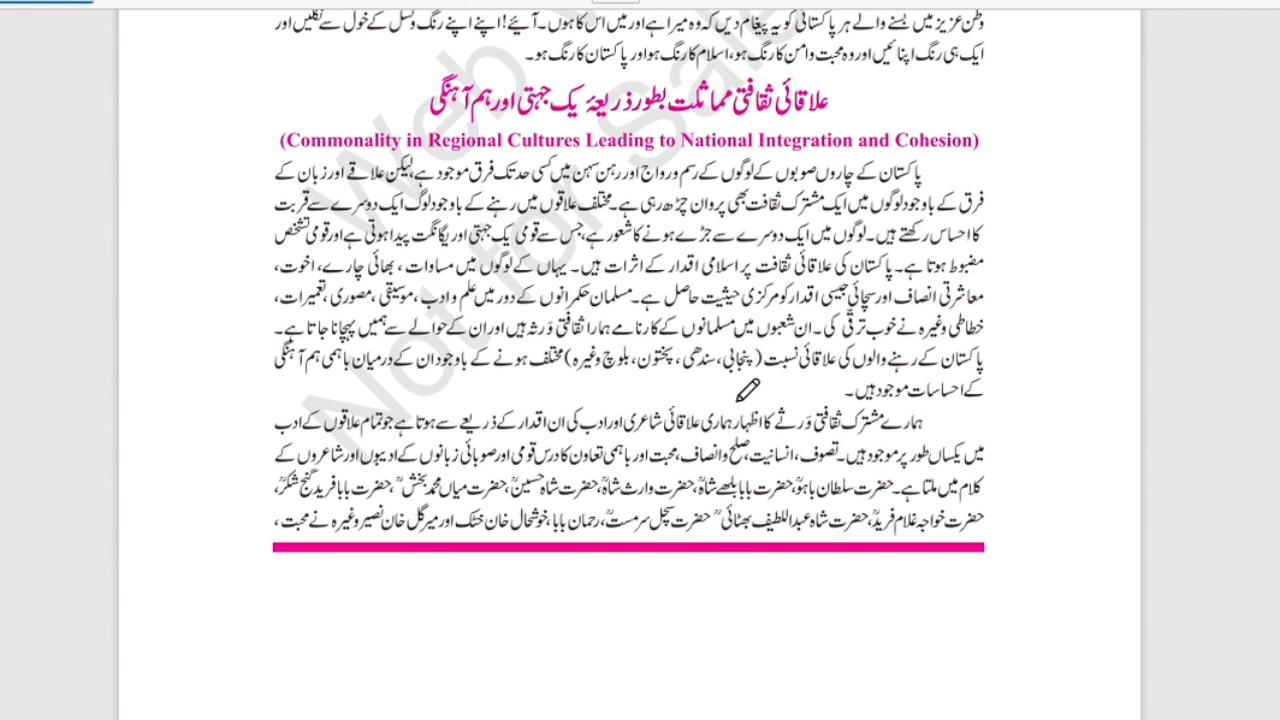 وطن عزیز میں بسنے والے ہر پاکستانی کو یہ پیغام دیں کہ وہ میرا ہے اور میں اس کا ہوں۔ آیئے! اپنے اپنے رنگ و نسل کے خول سے نکلیں اور
ایک ہی رنگ اپنائیں اور وہ محبت و امن کا رنگ ہو، اسلام کا رنگ ہو اور پاکستان کا رنگ ہو۔
علاقائی ثقافتی مماثلت بطور ذریعۂ یک جہتی اور ہم آہنگی
(Commonality in Regional Cultures Leading to National Integration and Cohesion)
پاکستان کے چاروں صوبوں کے لوگوں کے رسم و رواج اور رہن سہن میں کسی حد تک فرق موجود ہے لیکن علاقے اور زبان کے
فرق کے باوجود لوگوں میں ایک مشترک ثقافت بھی پروان چڑھ رہی ہے۔ مختلف علاقوں میں رہنے کے باوجود لوگ ایک دوسرے سے قربت
کا احساس رکھتے ہیں۔ لوگوں میں ایک دوسرے سے جڑے ہونے کا شعور ہے، جس سے قومی یک جہتی اور یگانگت پیدا ہوتی ہے اور قومی تشخص
مضبوط ہوتا ہے۔ پاکستان کی علاقائی ثقافت پر اسلامی اقدار کے اثرات ہیں۔ یہاں کے لوگوں میں مساوات، بھائی چارے، اخوت،
معاشرتی انصاف اور سچائی جیسی اقدار کو مرکزی حیثیت حاصل ہے۔ مسلمان حکمرانوں کے دور میں علم و ادب، موسیقی، مصوری، تعمیرات،
خطاطی وغیرہ نے خوب ترقّی کی۔ ان شعبوں میں مسلمانوں کے کارنامے ہمارا ثقافتی وَرثہ ہیں اور ان کے حوالے سے ہمیں پہچانا جاتا ہے۔
پاکستان کے رہنے والوں کی علاقائی نسبت (پنجابی، سندھی، پختون، بلوچ وغیرہ) مختلف ہونے کے باوجود ان کے درمیان باہمی ہم آہنگی
کے احساسات موجود ہیں۔
ہمارے مشترک ثقافتی وَرثے کا اظہار ہماری علاقائی شاعری اور ادب کی ان اقدار کے ذریعے سے ہوتا ہے جو تمام علاقوں کے ادب
میں یکساں طور پر موجود ہیں۔ تصوف، انسانیت، صلح و انصاف، محبت اور باہمی تعاون کا درس قومی اور صوبائی زبانوں کے ادیبوں اور شاعروں کے
کلام میں ملتا ہے۔ حضرت سلطان باہوؒ، حضرت بابا بلھے شاہؒ، حضرت وارث شاہؒ، حضرت شاہ حسینؒ، حضرت میاں محمد بخشؒ، حضرت بابا فرید گنج شکرؒ،
حضرت خواجہ غلام فریدؒ، حضرت شاہ عبداللطیف بھٹائیؒ حضرت سچل سرمستؒ، رحمان بابا، خوشحال خان خٹک اور میر گل خان نصیر وغیرہ نے محبت،